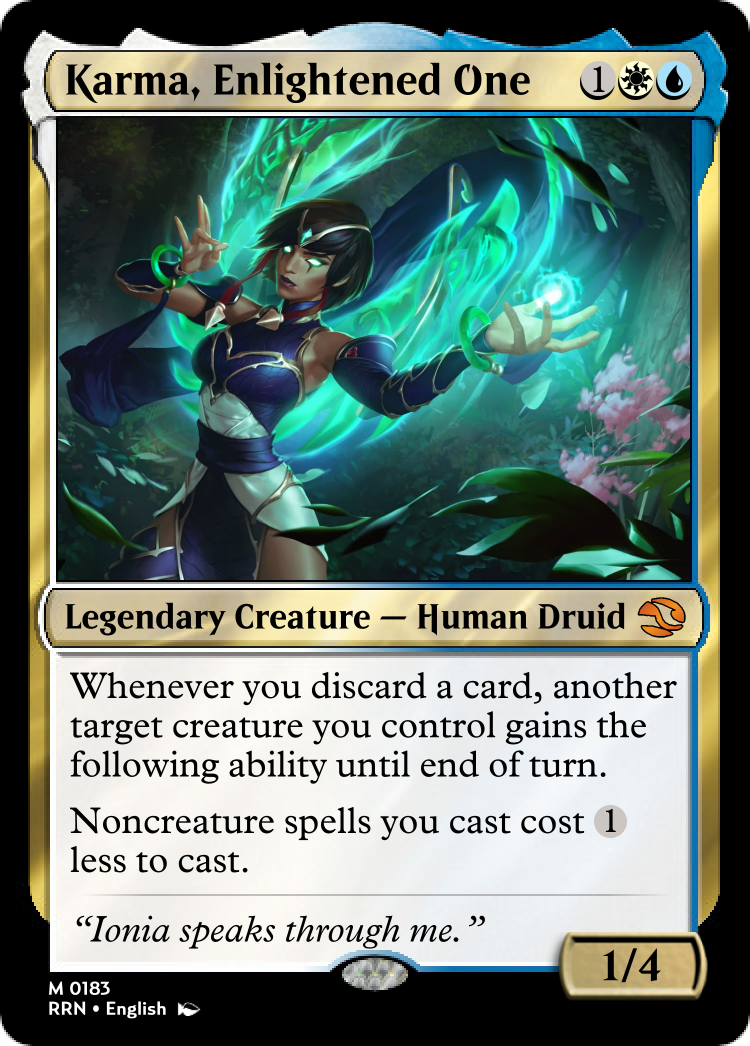 Karma, Enlightened One 1
Legendary Creature — Human Druid
Whenever you discard a card, another
target creature you control gains the
following ability until end of turn.
Noncreature spells you cast cost 1
less to cast.
“Ionia speaks through me.”
1/4
M 0183
RRN • English